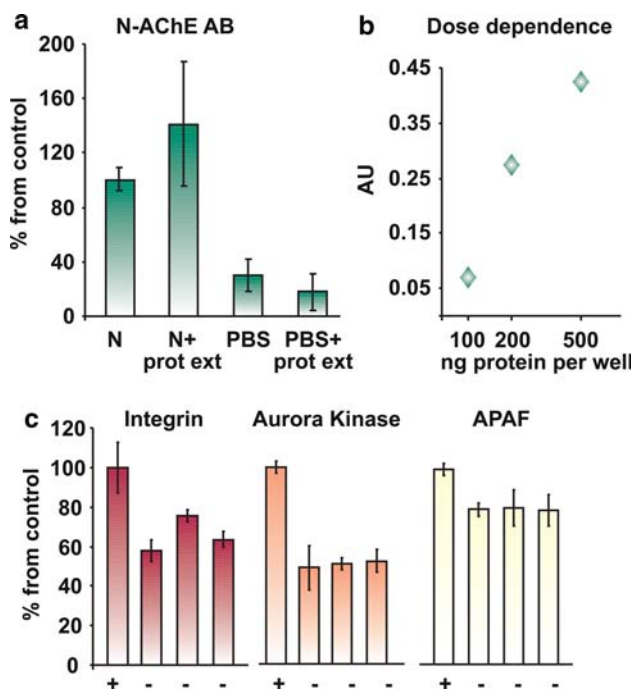 a
N-AChE AB
% from control
200
160
120
80
40
0
N
N+
prot ext
PBS
PBS+
prot ext
b
Dose dependence
AU
0.45
0.35
0.25
0.15
0.05
100 200 500
ng protein per well
c
Integrin
Aurora Kinase
APAF
% from control
120
100
80
60
40
20
0
+ - - -
+ - - -
+ - - -